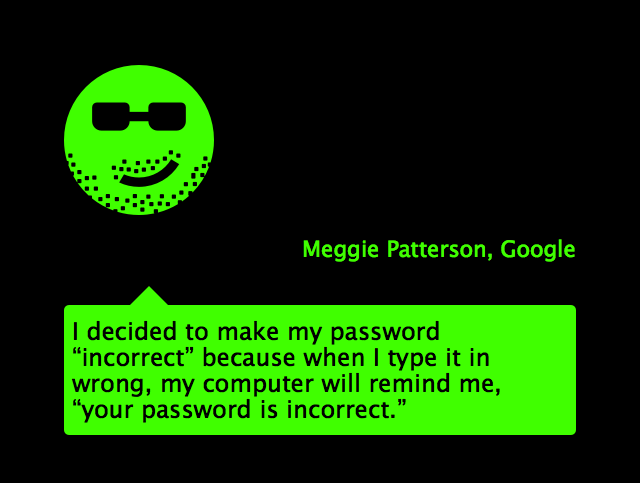 Meggie Patterson, Google
I decided to make my password
“incorrect” because when I type it in
wrong, my computer will remind me,
“your password is incorrect.”